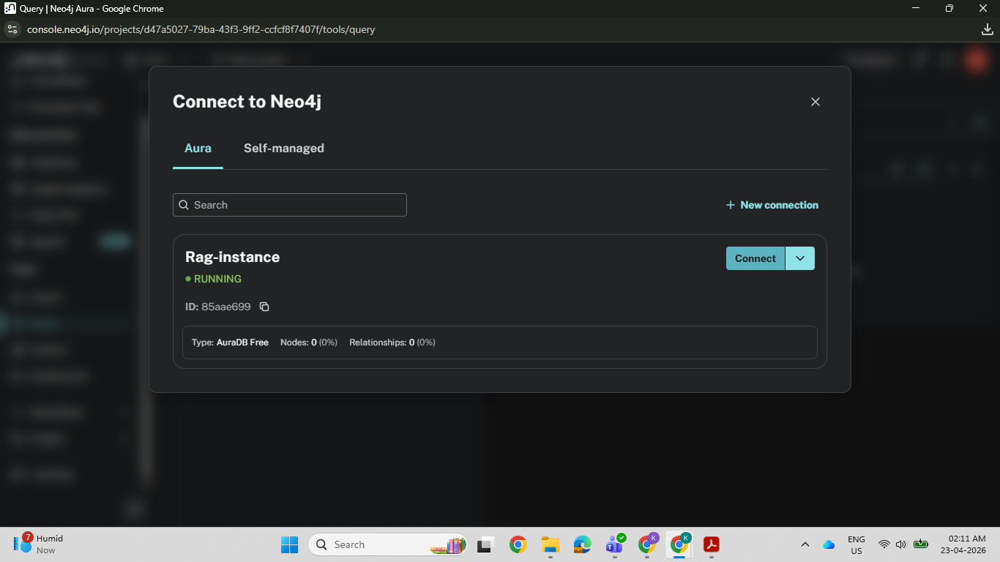 Query | Neo4j Aura - Google Chrome
console.neo4j.io/projects/d47a5027-79ba-43f3-9ff2-ccfcf8f7407f/tools/query
Connect to Neo4j
Aura Self-managed
Search
+ New connection
Rag-instance
Connect
RUNNING
ID: 85aae699
Type: AuraDB Free Nodes: 0 (0%) Relationships: 0 (0%)
7
Humid
Now
Search
T
K
K
ENG
US
02:11 AM
23-04-2026